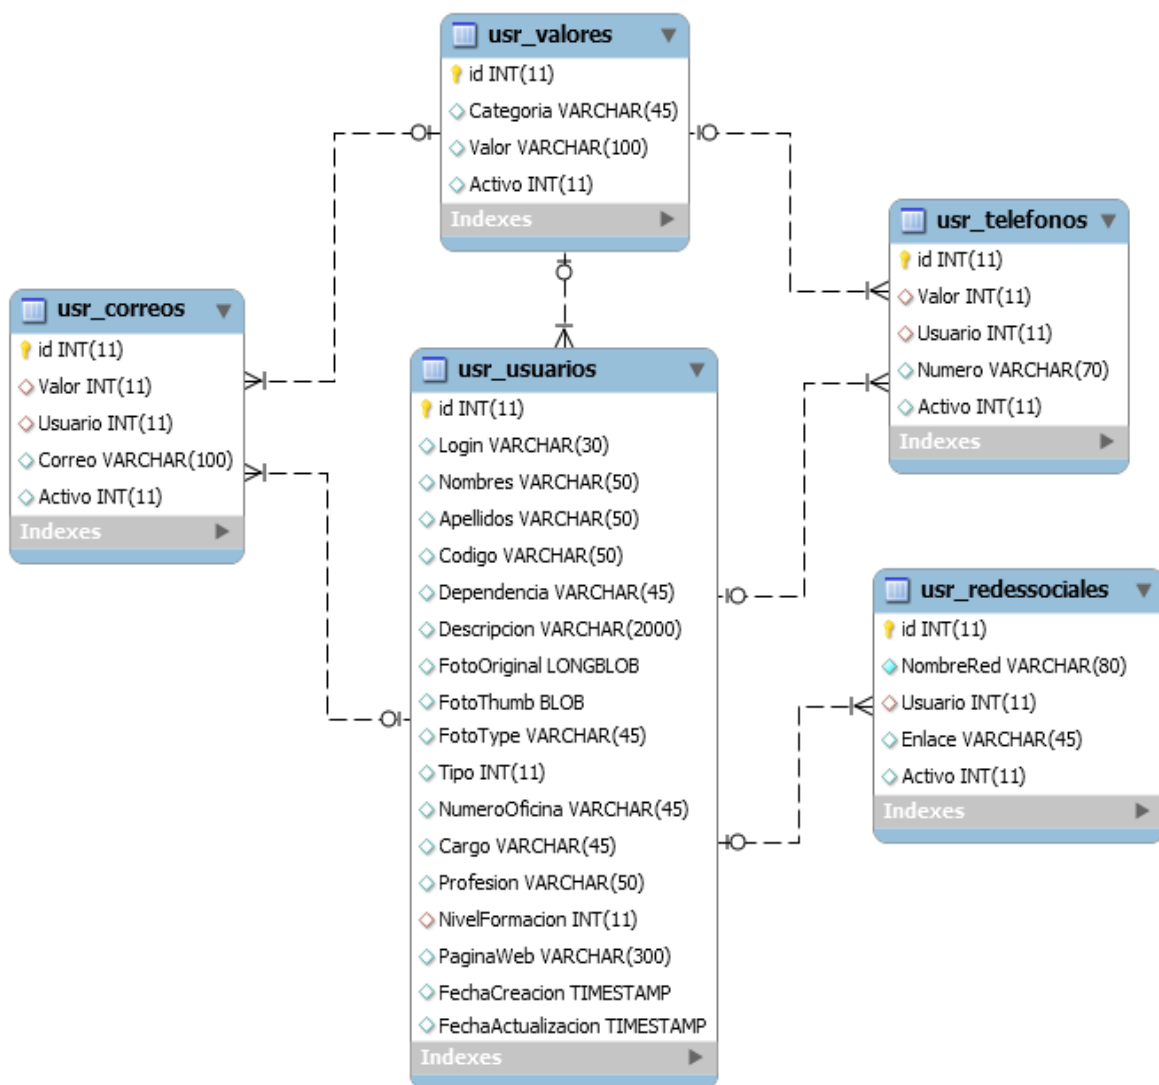 usr_valores
id INT(11)
Categoria VARCHAR(45)
Valor VARCHAR(100)
Activo INT(11)
Indexes
usr_telefonos
id INT(11)
Valor INT(11)
Usuario INT(11)
Numero VARCHAR(70)
Activo INT(11)
Indexes
usr_correos
id INT(11)
Valor INT(11)
Usuario INT(11)
Correo VARCHAR(100)
Activo INT(11)
Indexes
usr_usuarios
id INT(11)
Login VARCHAR(30)
Nombres VARCHAR(50)
Apellidos VARCHAR(50)
Codigo VARCHAR(50)
Dependencia VARCHAR(45)
Descripcion VARCHAR(2000)
FotoOriginal LONGBLOB
FotoThumb BLOB
FotoType VARCHAR(45)
Tipo INT(11)
NumeroOficina VARCHAR(45)
Cargo VARCHAR(45)
Profesion VARCHAR(50)
NivelFormacion INT(11)
PaginaWeb VARCHAR(300)
FechaCreacion TIMESTAMP
FechaActualizacion TIMESTAMP
Indexes
usr_redessociales
id INT(11)
NombreRed VARCHAR(80)
Usuario INT(11)
Enlace VARCHAR(45)
Activo INT(11)
Indexes